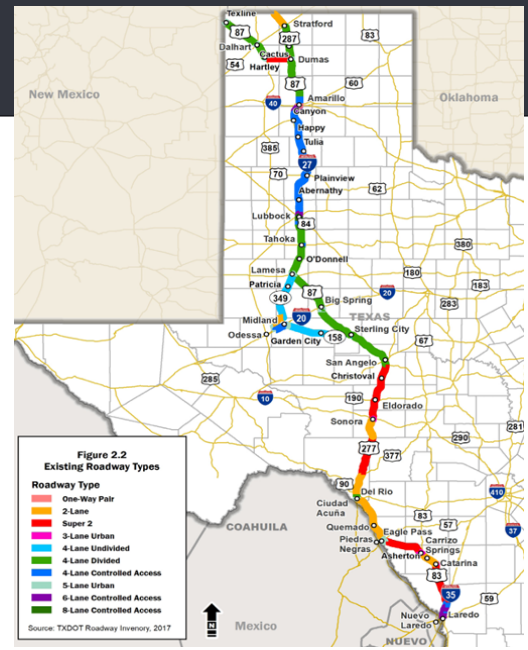 Texline
Stratford
87
83
287
Dalhart
Cactus
54
Dumas
Hartley
New Mexico
87
60
Amarillo
Oklahoma
40
Canyon
Happy
Tulia
385
27
70
Plainview
Abernathy
62
Lubbock
84
Tahoka
380
O'Donnell
Lamesa
180
Patricia
87
183
349
20
Big Spring
283
20
TEXAS
Midland
Sterling City
Odessa
158
67
Garden City
San Angelo
285
Christoval
10
190
Eldorado
281
Sonora
290
277
377
Figure 2.2
Existing Roadway Types
Roadway Type
One-Way Pair
2-Lane
Super 2
3-Lane Urban
4-Lane Undivided
4-Lane Divided
4-Lane Controlled Access
5-Lane Urban
6-Lane Controlled Access
8-Lane Controlled Access
Source: TXDOT Roadway Invenory, 2017
90
Del Rio
410
Ciudad
Acuña
83
57
COAHUILA
Quemado
Eagle Pass
37
Piedras
Negras
Carrizo
Springs
Asherton
Catarina
83
35
59
N
Mexico
Laredo
Nuevo
Laredo
NUEVO